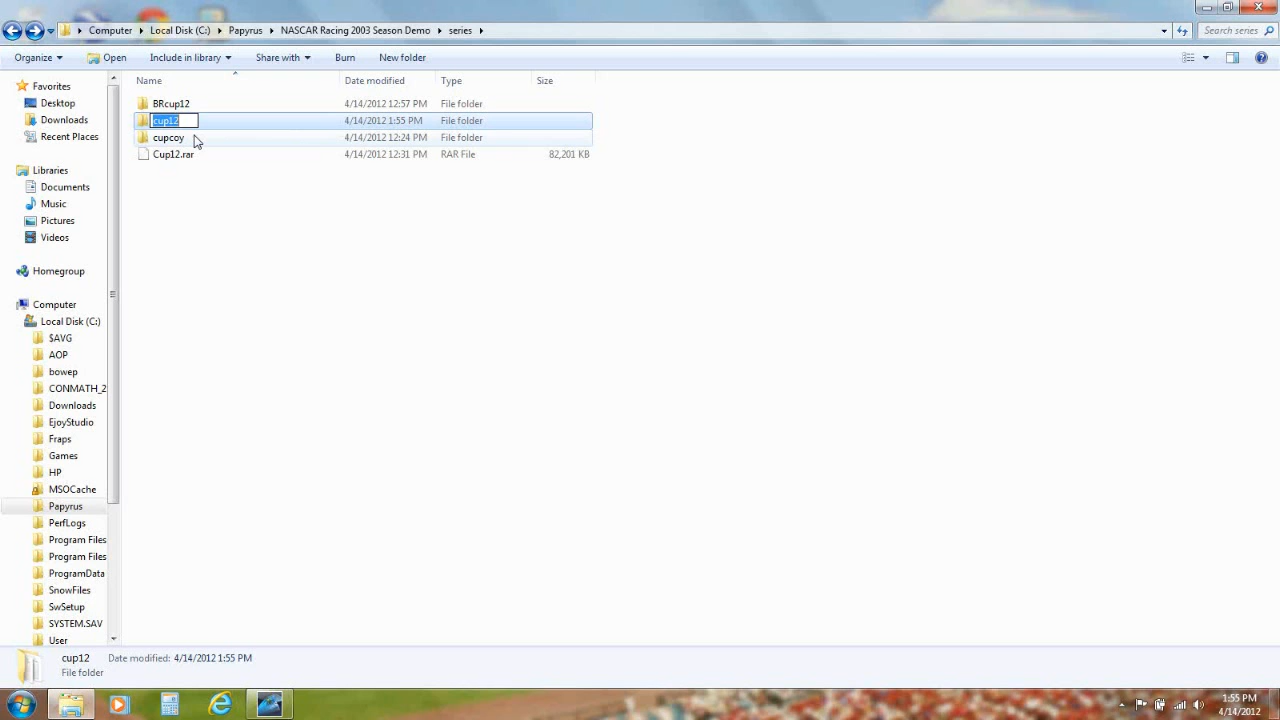 Computer Local Disk (C:) Papyrus NASCAR Racing 2003 Season Demo series Search series
Organize Open Include in library Share with Burn New folder
Name Date modified Type Size
BRcup12 4/14/2012 12:57 PM File folder
cup12 4/14/2012 1:55 PM File folder
cupcoy 4/14/2012 12:24 PM File folder
Cup12.rar 4/14/2012 12:31 PM RAR File 82,201 KB
Favorites
Desktop
Downloads
Recent Places
Libraries
Documents
Music
Pictures
Videos
Homegroup
Computer
Local Disk (C:)
$AVG
AOP
bowep
CONMATH_2
Downloads
EjoyStudio
Fraps
Games
HP
MSOCache
Papyrus
PerfLogs
Program Files
Program Files
ProgramData
SnowFiles
SwSetup
SYSTEM.SAV
User
cup12 Date modified: 4/14/2012 1:55 PM
File folder
1:55 PM
4/14/2012